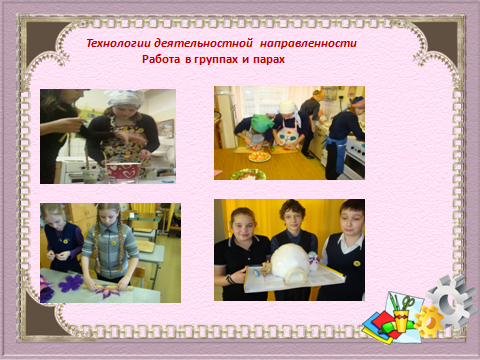 Технологии деятельностной направленности
Работа в группах и парах